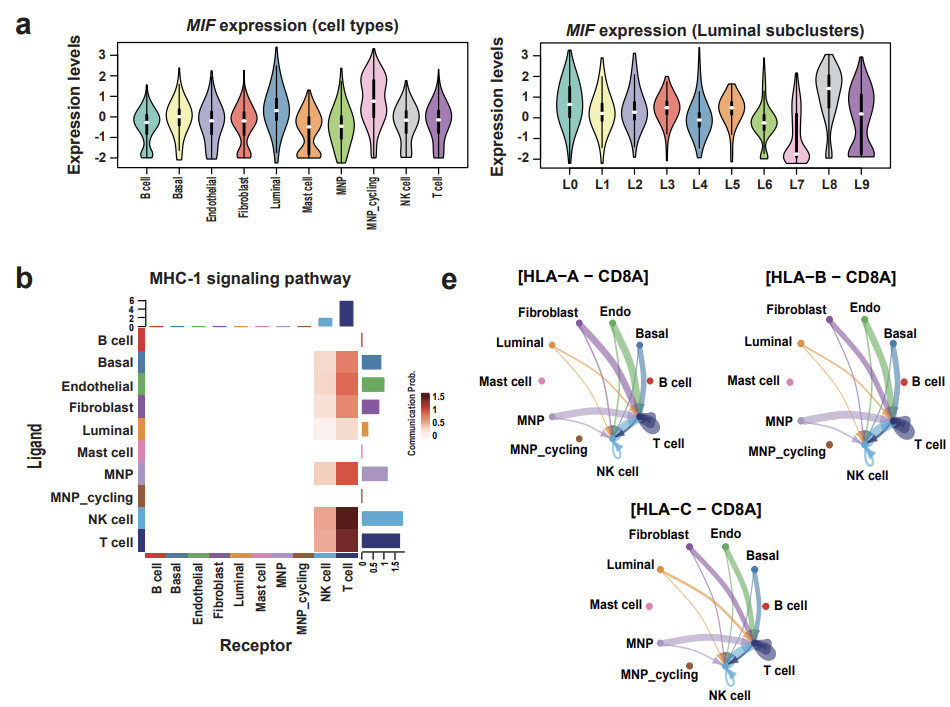 a
MIF expression (cell types)
Expression levels
3
2
1
0
-1
-2
B cell
Basal
Endothelial
Fibroblast
Luminal
Mast cell
MNP
MNP_cycling
NK cell
T cell
MIF expression (Luminal subclusters)
Expression levels
3
2
1
0
-1
-2
L0 L1 L2 L3 L4 L5 L6 L7 L8 L9
b
MHC-1 signaling pathway
6
4
2
0
Ligand
B cell
Basal
Endothelial
Fibroblast
Luminal
Mast cell
MNP
MNP_cycling
NK cell
T cell
B cell
Basal
Endothelial
Fibroblast
Luminal
Mast cell
MNP
MNP_cycling
NK cell
T cell
Receptor
0
0.5
1
1.5
Communication Prob.
1.5
1
0.5
0
e
[HLA−A − CD8A]
Fibroblast
Endo
Basal
Luminal
Mast cell
B cell
MNP
T cell
MNP_cycling
NK cell
[HLA−B − CD8A]
Fibroblast
Endo
Basal
Luminal
Mast cell
B cell
MNP
T cell
MNP_cycling
NK cell
[HLA−C − CD8A]
Fibroblast
Endo
Basal
Luminal
Mast cell
B cell
MNP
T cell
MNP_cycling
NK cell